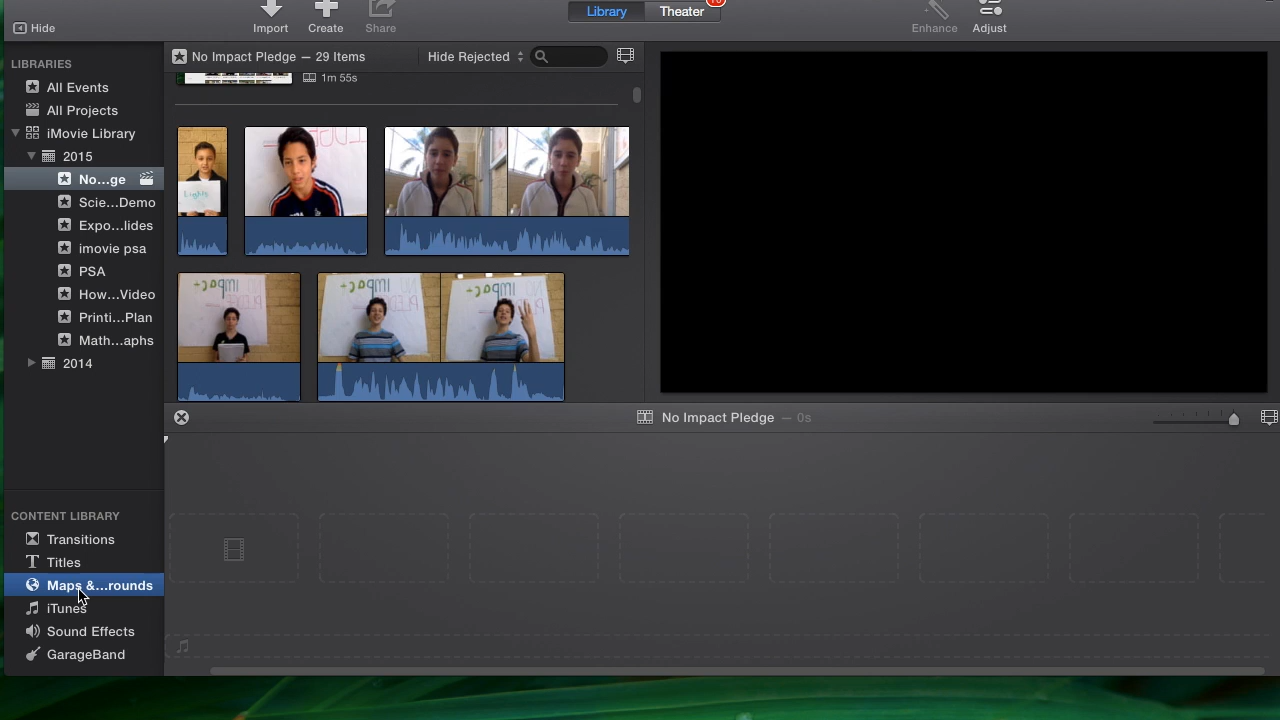 Hide
Import
Create
Share
Library
Theater
Enhance
Adjust
LIBRARIES
All Events
All Projects
iMovie Library
2015
No...ge
Scie...Demo
Expo...lides
imovie psa
PSA
How...Video
Printi...Plan
Math...aphs
2014
No Impact Pledge — 29 Items
Hide Rejected
1m 55s
Lights
No Impact Pledge — 0s
CONTENT LIBRARY
Transitions
Titles
Maps &...rounds
iTunes
Sound Effects
GarageBand